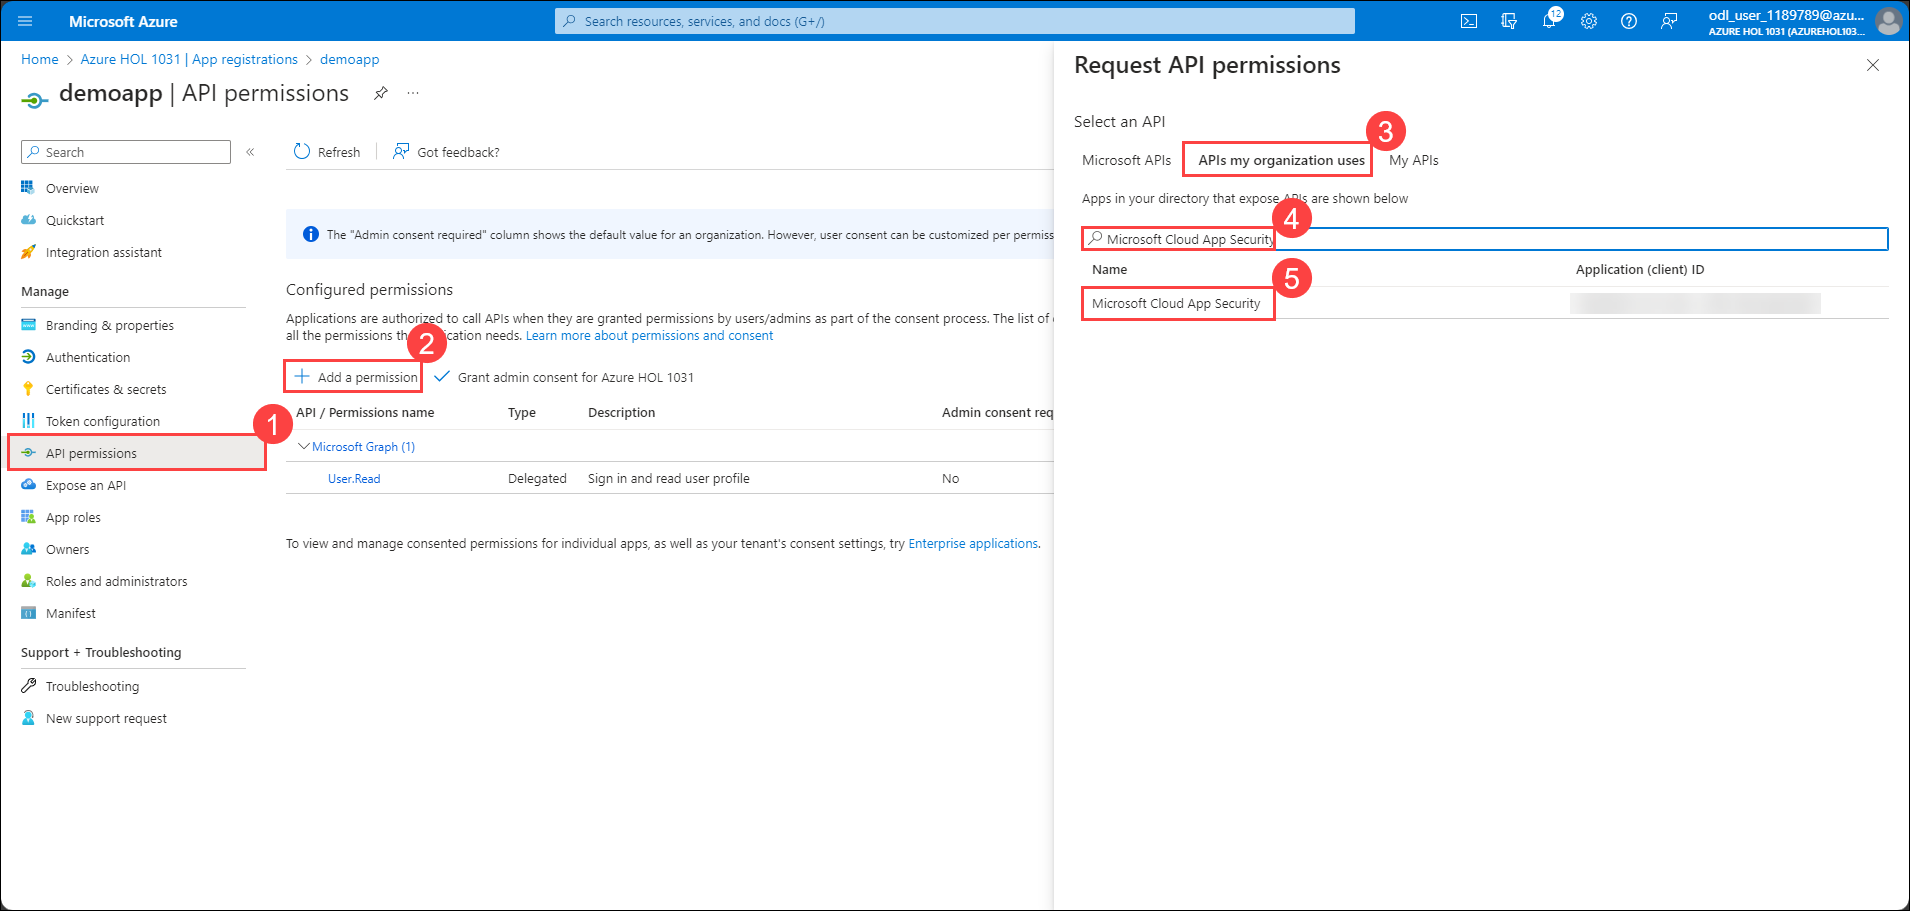 Microsoft Azure
Search resources, services, and docs (G+/)
12
odl_user_1189789@azu...
AZURE HOL 1031 (AZUREHOL103...
Home > Azure HOL 1031 | App registrations > demoapp
demoapp | API permissions
...
Search
«
Overview
Quickstart
Integration assistant
Manage
Branding & properties
Authentication
Certificates & secrets
Token configuration
1
API permissions
Expose an API
App roles
Owners
Roles and administrators
Manifest
Support + Troubleshooting
Troubleshooting
New support request
Refresh
Got feedback?
The "Admin consent required" column shows the default value for an organization. However, user consent can be customized per permiss
Configured permissions
Applications are authorized to call APIs when they are granted permissions by users/admins as part of the consent process. The list of
all the permissions the ication needs. Learn more about permissions and consent
2
Add a permission
Grant admin consent for Azure HOL 1031
API / Permissions name Type Description Admin consent req
Microsoft Graph (1)
User.Read Delegated Sign in and read user profile No
To view and manage consented permissions for individual apps, as well as your tenant's consent settings, try Enterprise applications.
Request API permissions
Select an API
3
Microsoft APIs APIs my organization uses My APIs
Apps in your directory that expose APIs are shown below
4
Microsoft Cloud App Security
Name Application (client) ID
5
Microsoft Cloud App Security